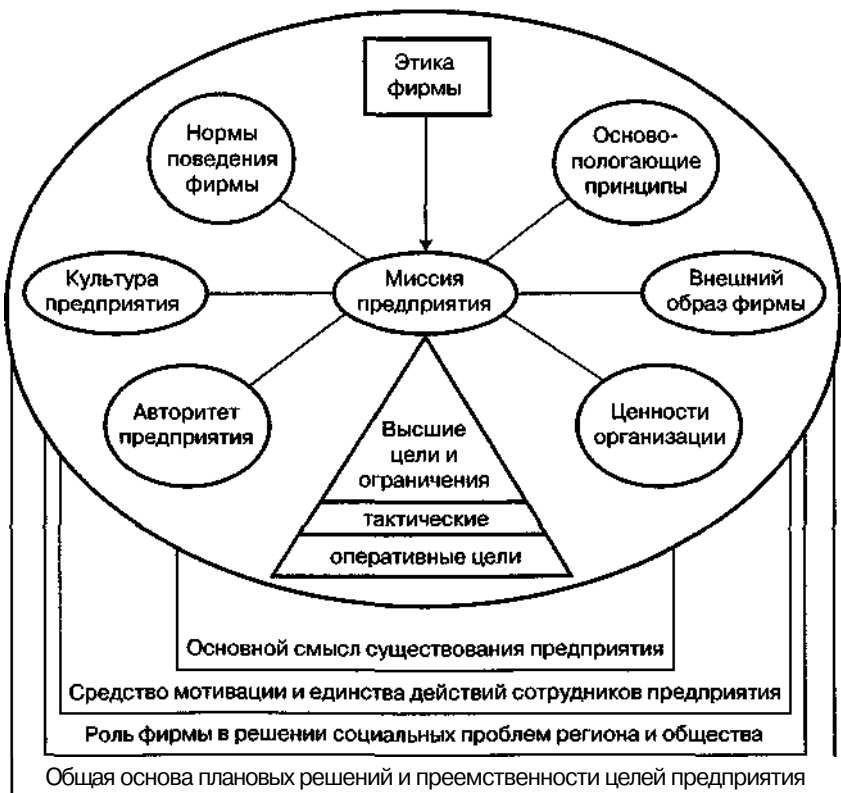 Этика
фирмы
Нормы
поведения
фирмы
Осново-
пологающие
принципы
Культура
предприятия
Миссия
предприятия
Внешний
образ фирмы
Авторитет
предприятия
Высшие
цели и
ограничения
Ценности
организации
тактические
оперативные цели
Основной смысл существования предприятия
Средство мотивации и единства действий сотрудников предприятия
Роль фирмы в решении социальных проблем региона и общества
Общая основа плановых решений и преемственности целей предприятия